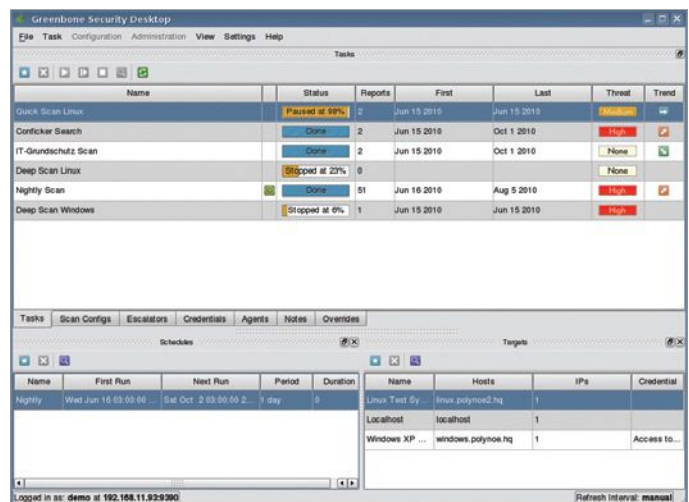 Greenbone Security Desktop
File Task Configuration Administration View Settings Help
Tasks
Name Status Reports First Last Threat Trend
Quick Scan Linux Paused at 98% 2 Jun 15 2010 Jun 15 2010 Medium
Conficker Search Done 2 Jun 15 2010 Oct 1 2010 High
IT-Grundschutz Scan Done 2 Jun 15 2010 Oct 1 2010 None
Deep Scan Linux Stopped at 23% 0 None
Nightly Scan Done 51 Jun 16 2010 Aug 5 2010 High
Deep Scan Windows Stopped at 6% 1 Jun 15 2010 Jun 15 2010 High
Tasks Scan Configs Escalators Credentials Agents Notes Overrides
Schedules
Name First Run Next Run Period Duration
Nightly Wed Jun 16 03:00:00 ... Sat Oct 2 03:00:00 2... 1 day 0
Targets
Name Hosts IPs Credential
Linux Test Sy... linux.polynoe2.hq 1
Localhost localhost 1
Windows XP ... windows.polynoe.hq 1 Access to...
Logged in as: demo at 192.168.11.93:9390
Refresh Interval: manual